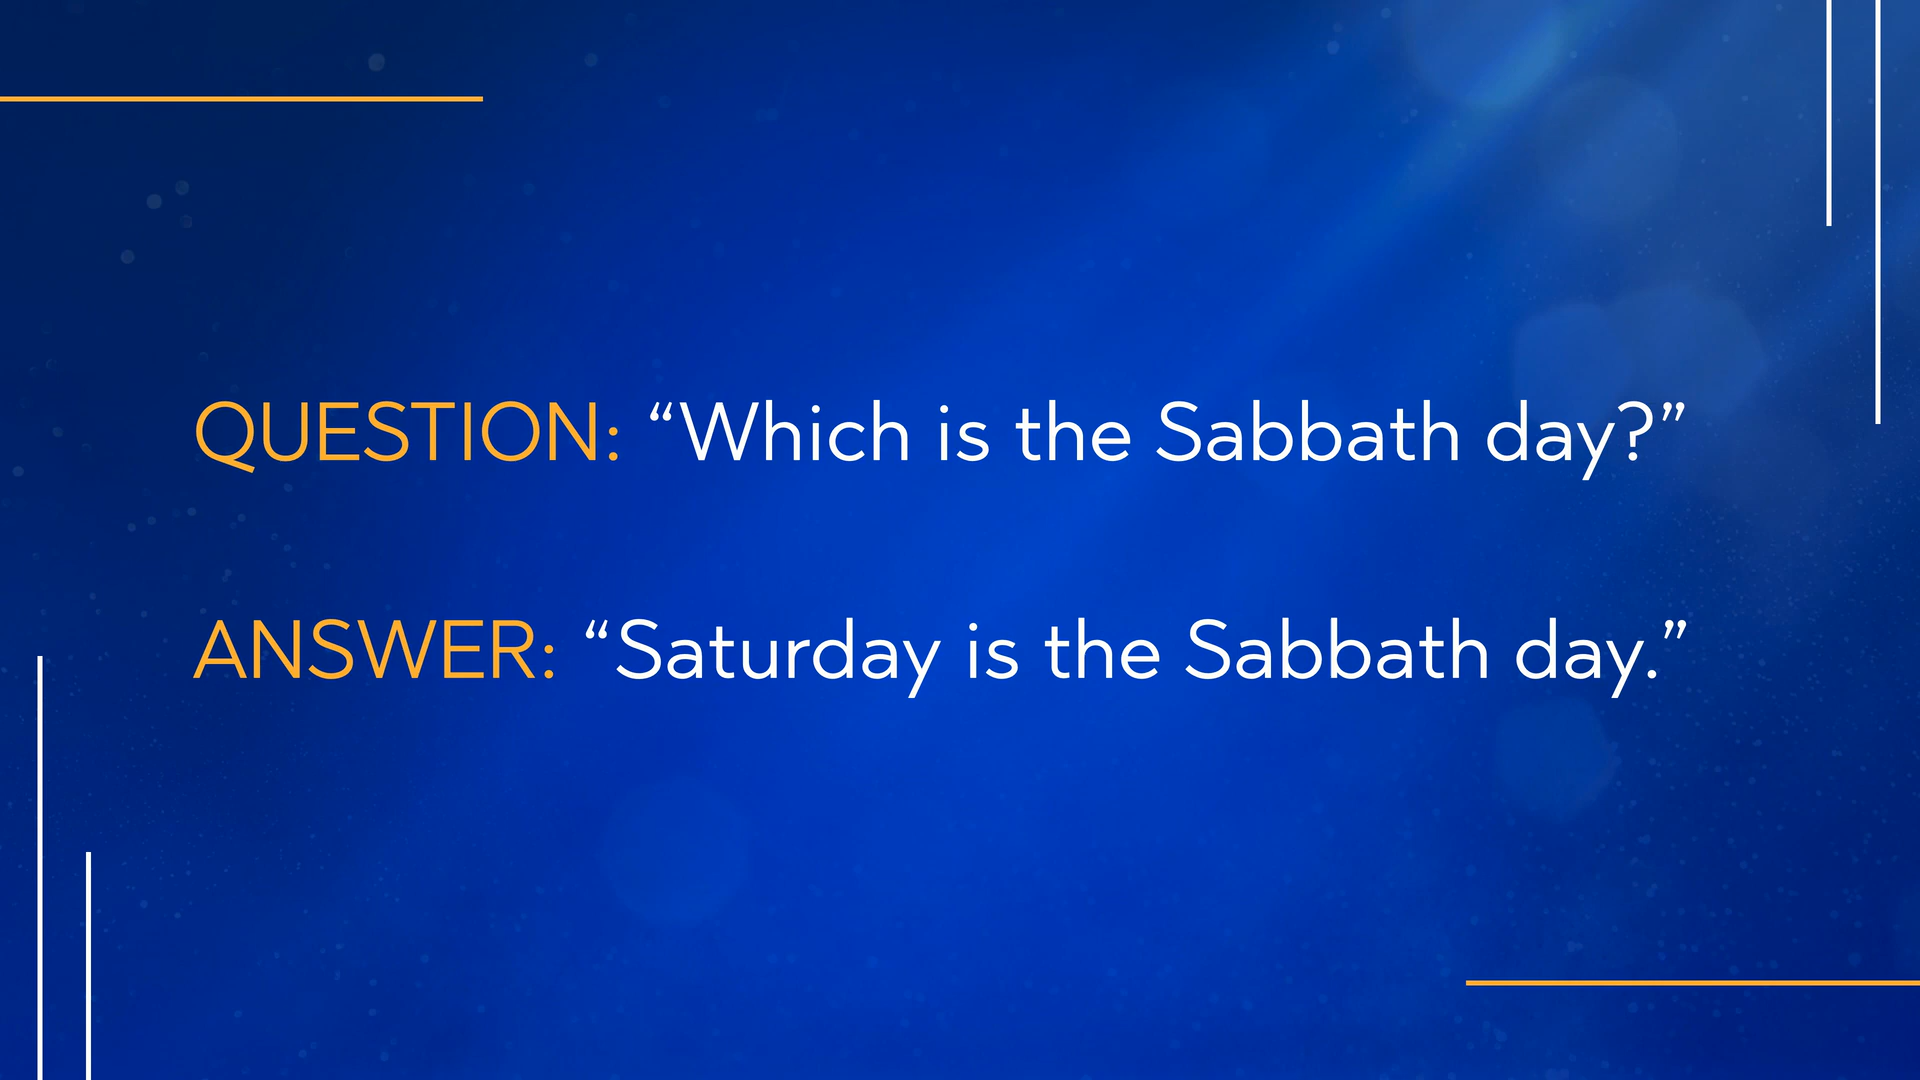 QUESTION: “Which is the Sabbath day?”
ANSWER: “Saturday is the Sabbath day.”